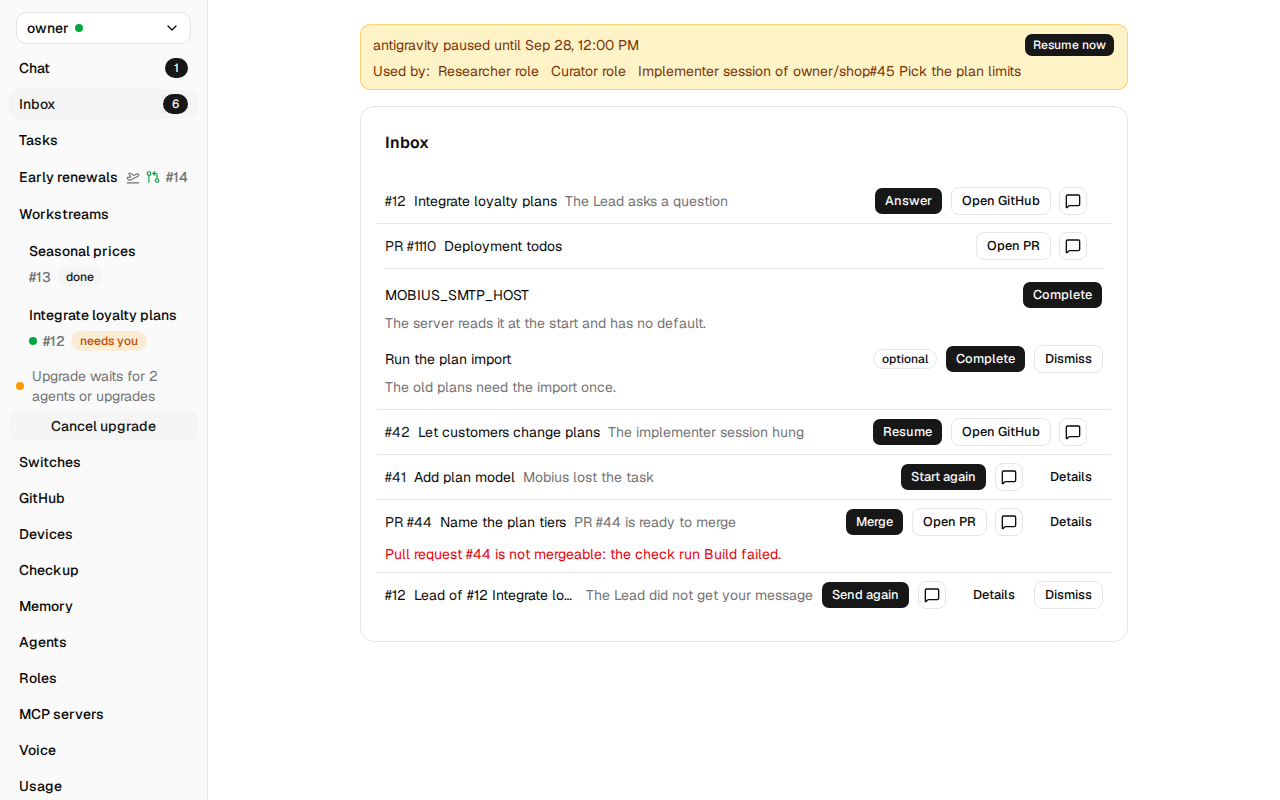 owner
Chat 1
Inbox 6
Tasks
Early renewals #14
Workstreams
Seasonal prices
#13 done
Integrate loyalty plans
#12 needs you
Upgrade waits for 2
agents or upgrades
Cancel upgrade
Switches
GitHub
Devices
Checkup
Memory
Agents
Roles
MCP servers
Voice
Usage
antigravity paused until Sep 28, 12:00 PM Resume now
Used by: Researcher role Curator role Implementer session of owner/shop#45 Pick the plan limits
Inbox
#12 Integrate loyalty plans The Lead asks a question Answer Open GitHub
PR #1110 Deployment todos Open PR
MOBIUS_SMTP_HOST Complete
The server reads it at the start and has no default.
Run the plan import optional Complete Dismiss
The old plans need the import once.
#42 Let customers change plans The implementer session hung Resume Open GitHub
#41 Add plan model Mobius lost the task Start again Details
PR #44 Name the plan tiers PR #44 is ready to merge Merge Open PR Details
Pull request #44 is not mergeable: the check run Build failed.
#12 Lead of #12 Integrate lo... The Lead did not get your message Send again Details Dismiss